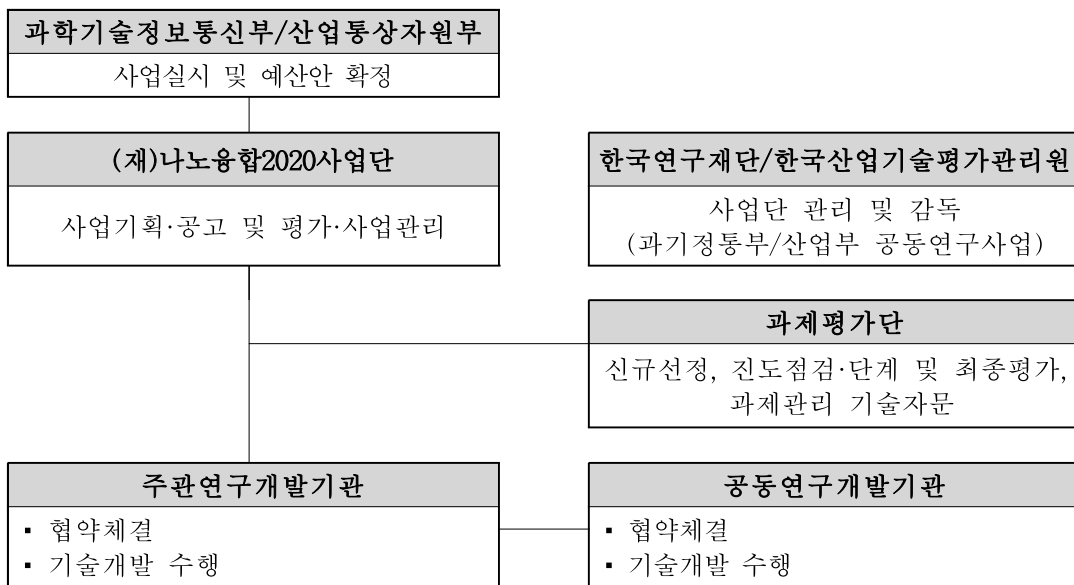 과학기술정보통신부/산업통상자원부
사업실시 및 예산안 확정
(재)나노융합2020사업단
사업기획·공고 및 평가·사업관리
한국연구재단/한국산업기술평가관리원
사업단 관리 및 감독
(과기정통부/산업부 공동연구사업)
과제평가단
신규선정, 진도점검·단계 및 최종평가,
과제관리 기술자문
주관연구개발기관
▪ 협약체결
▪ 기술개발 수행
공동연구개발기관
▪ 협약체결
▪ 기술개발 수행